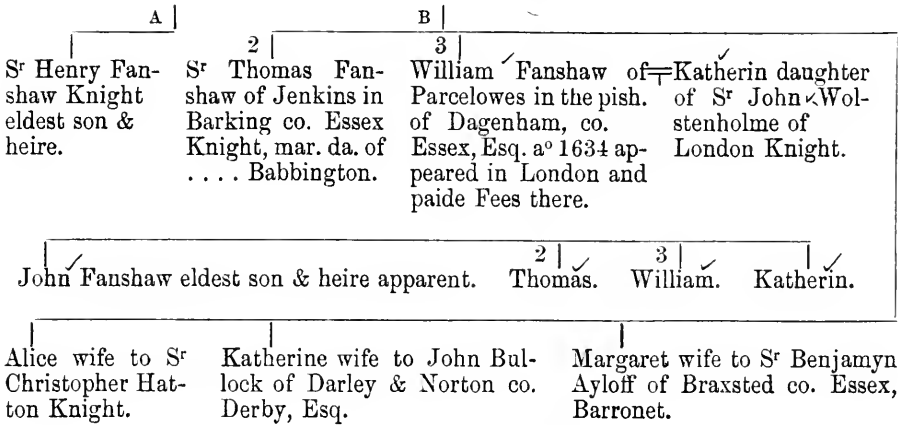 A B
2 3
Sr Henry Fan-
shaw Knight
eldest son &
heire.
Sr Thomas Fan-
shaw of Jenkins in
Barking co. Essex
Knight, mar. da. of
. . . . Babbington.
William Fanshaw of
Parcelowes in the pish.
of Dagenham, co.
Essex, Esq. ao 1634 ap-
peared in London and
paide Fees there.
Katherin daughter
of Sr John Wol-
stenholme of
London Knight.
2 3
John Fanshaw eldest son & heire apparent. Thomas. William. Katherin.
Alice wife to Sr
Christopher Hat-
ton Knight.
Katherine wife to John Bul-
lock of Darley & Norton co.
Derby, Esq.
Margaret wife to Sr Benjamyn
Ayloff of Braxsted co. Essex,
Barronet.